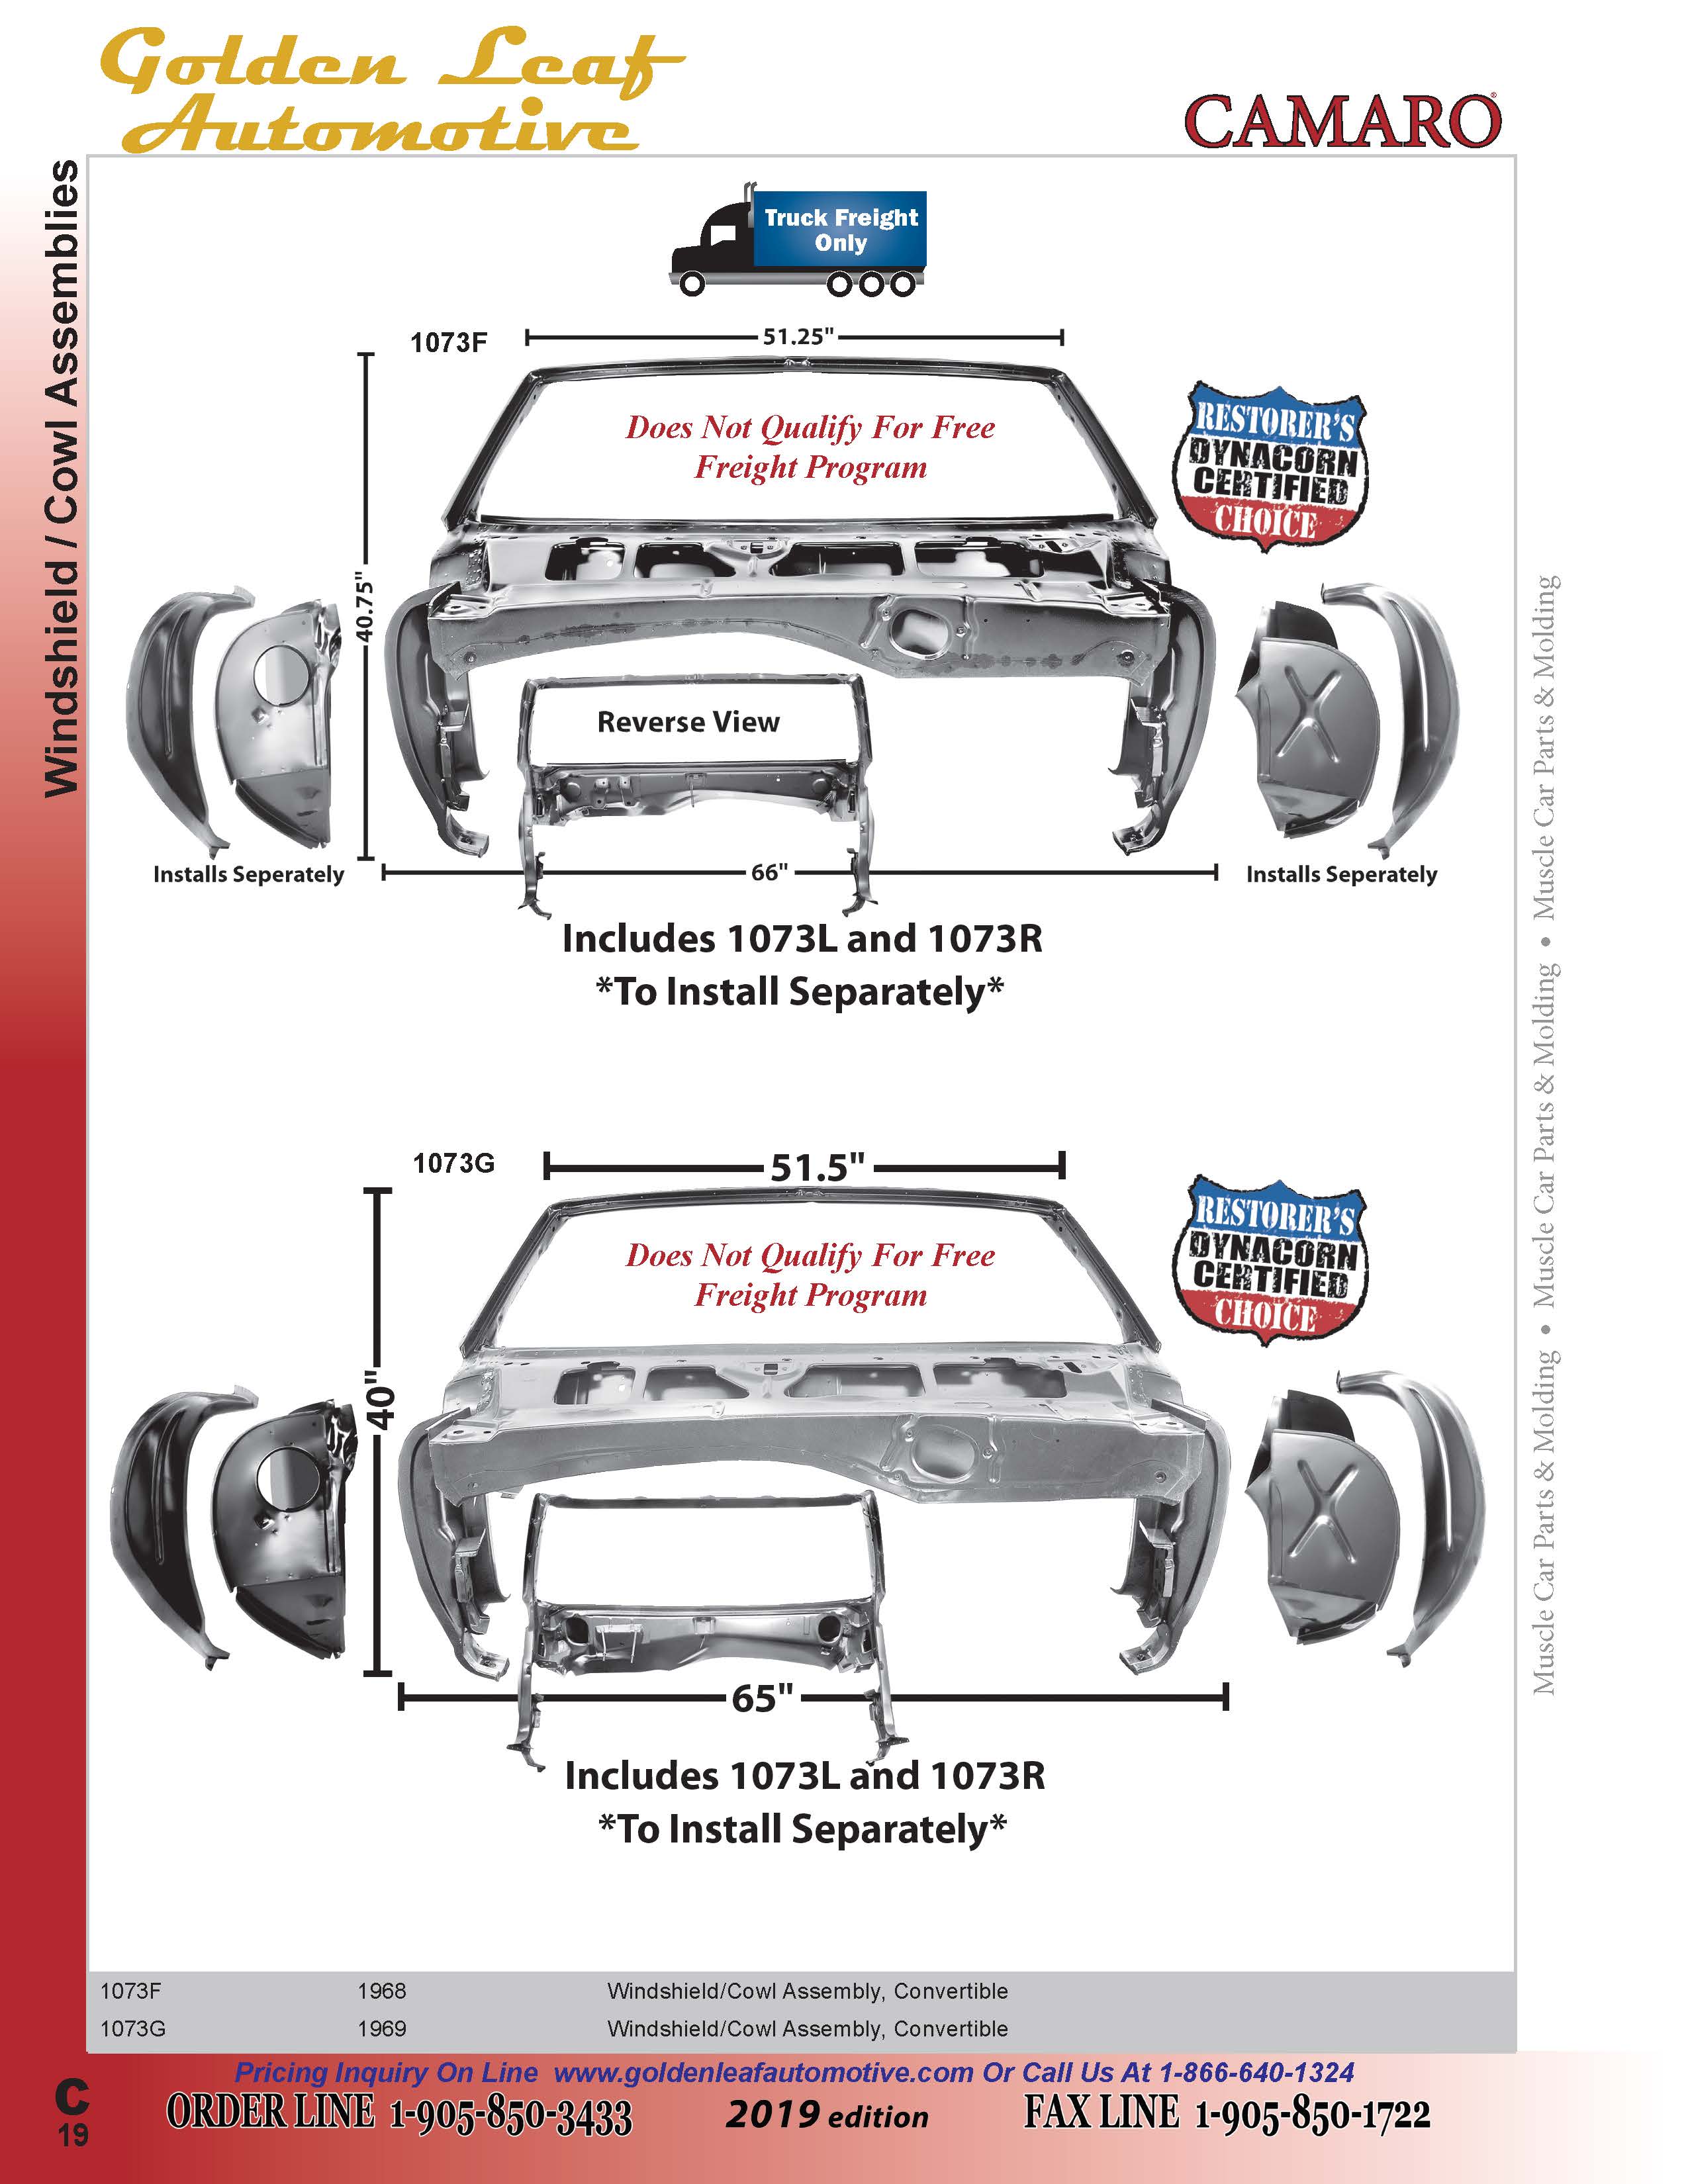 Golden Leaf
Automotive
CAMARO®
Windshield / Cowl Assemblies
Truck Freight
Only
1073F
51.25"
Does Not Qualify For Free
Freight Program
RESTORER'S
DYNACORN
CERTIFIED
CHOICE
40.75"
Reverse View
Installs Seperately
66"
Installs Seperately
Includes 1073L and 1073R
*To Install Separately*
1073G
51.5"
Does Not Qualify For Free
Freight Program
RESTORER'S
DYNACORN
CERTIFIED
CHOICE
40"
65"
Includes 1073L and 1073R
*To Install Separately*
Muscle Car Parts & Molding • Muscle Car Parts & Molding • Muscle Car Parts & Molding
1073F 1968 Windshield/Cowl Assembly, Convertible
1073G 1969 Windshield/Cowl Assembly, Convertible
Pricing Inquiry On Line www.goldenleafautomotive.com Or Call Us At 1-866-640-1324
C
19
ORDER LINE 1-905-850-3433 2019 edition FAX LINE 1-905-850-1722